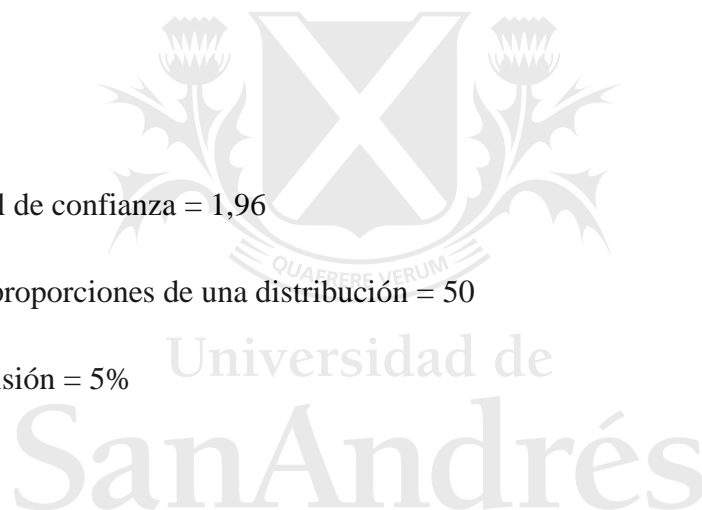 l de confianza = 1,96
QUAERERE VERUM
proporciones de una distribución = 50
Universidad de
sión = 5%
SanAndrés